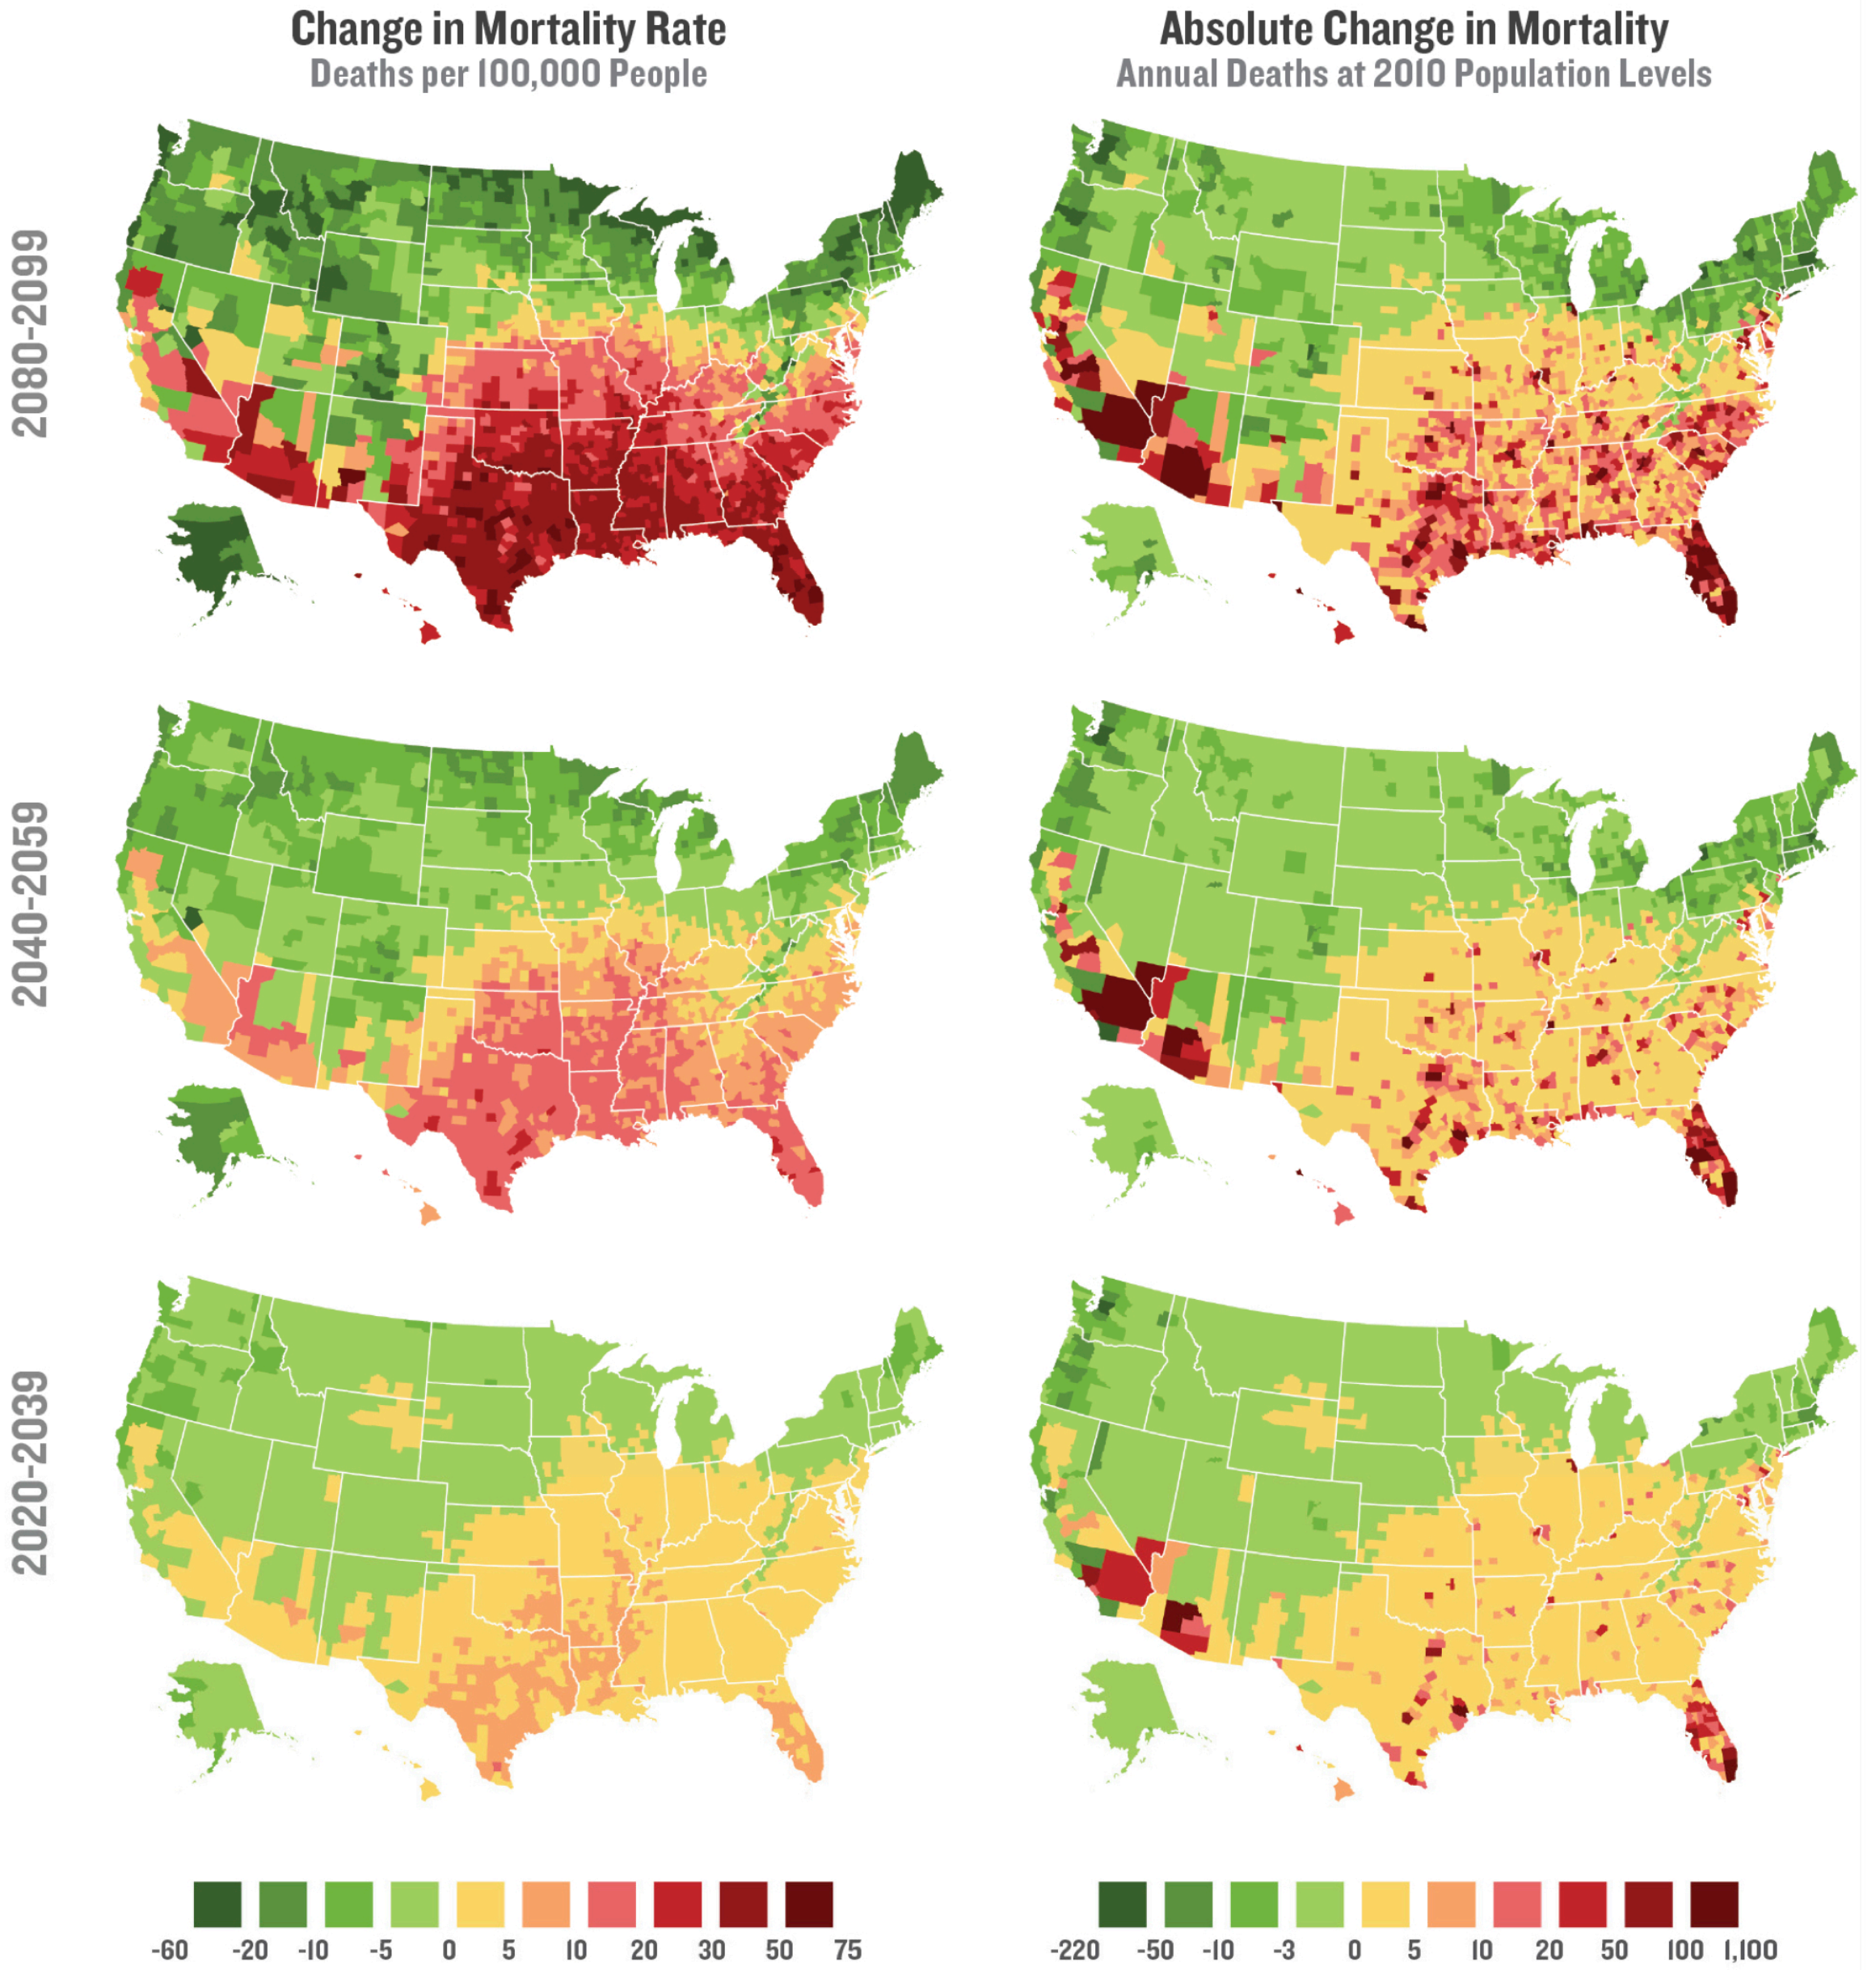 Change in Mortality Rate
Deaths per 100,000 People
Absolute Change in Mortality
Annual Deaths at 2010 Population Levels
2080-2099
2040-2059
2020-2039
-60 -20 -10 -5 0 5 10 20 30 50 75
-220 -50 -10 -3 0 5 10 20 50 100 1,100